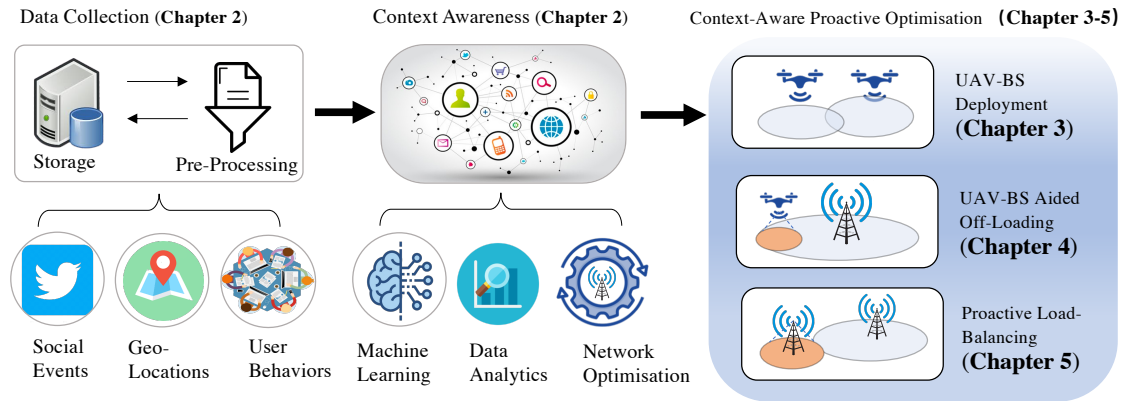 Data Collection (Chapter 2)
Storage
Pre-Processing
Social
Events
Geo-
Locations
User
Behaviors
Context Awareness (Chapter 2)
Machine
Learning
Data
Analytics
Network
Optimisation
Context-Aware Proactive Optimisation (Chapter 3-5)
UAV-BS
Deployment
(Chapter 3)
UAV-BS Aided
Off-Loading
(Chapter 4)
Proactive Load-
Balancing
(Chapter 5)